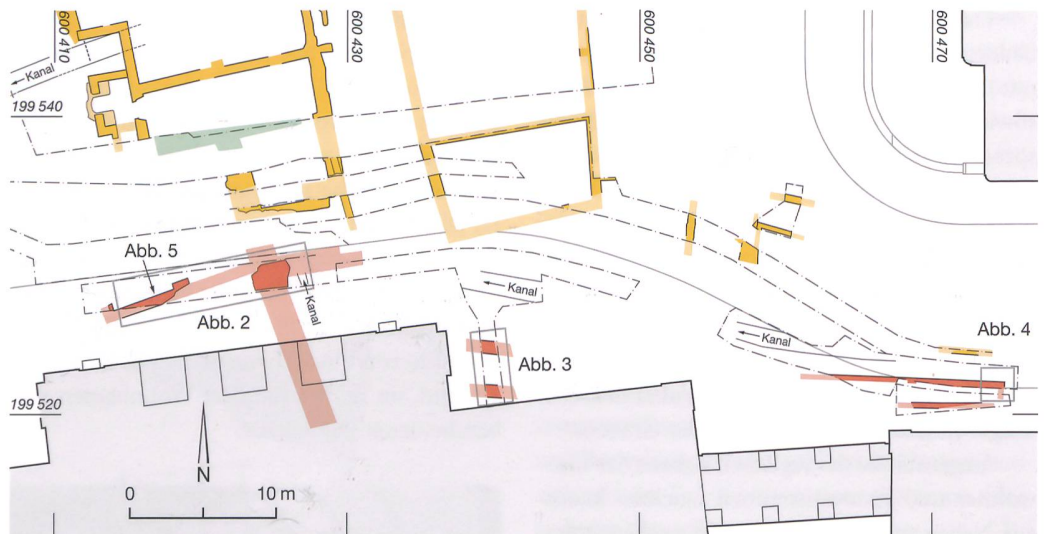 600 410
600 430
600 450
600 470
Kanal
199 540
Abb. 5
Kanal
Kanal
Abb. 2
Kanal
Abb. 4
Abb. 3
199 520
N
0 10 m